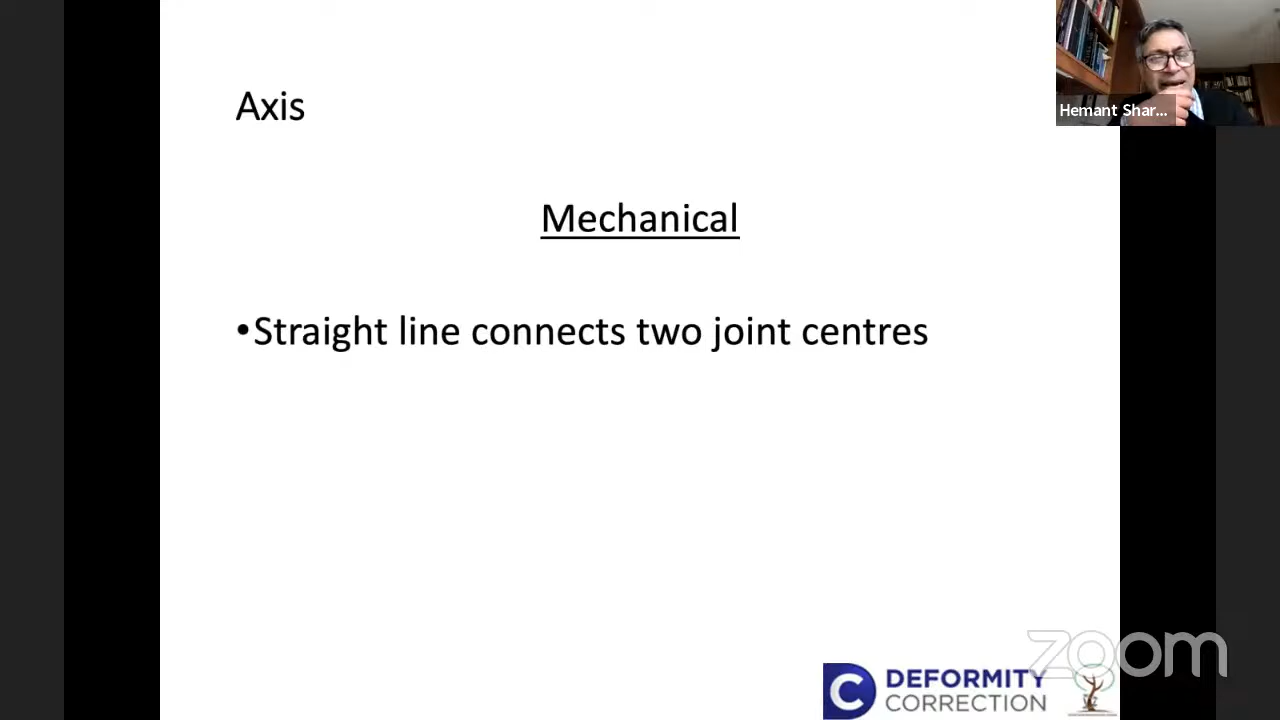 Axis
Hemant Shar...
Mechanical
•Straight line connects two joint centres
zoom
DEFORMITY
CORRECTION